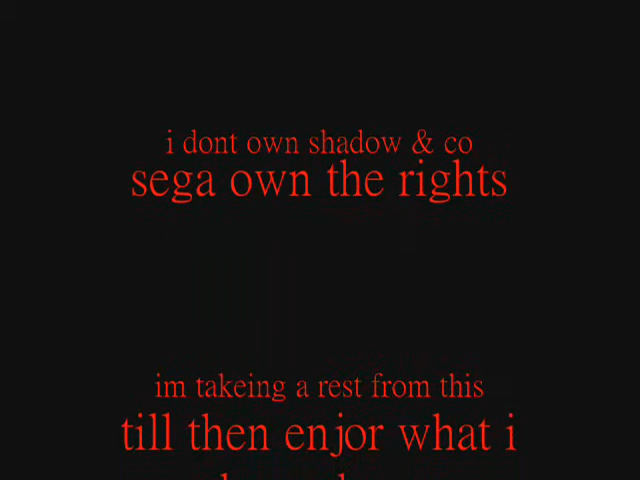 i dont own shadow & co
sega own the rights
im takeing a rest from this
till then enjor what i